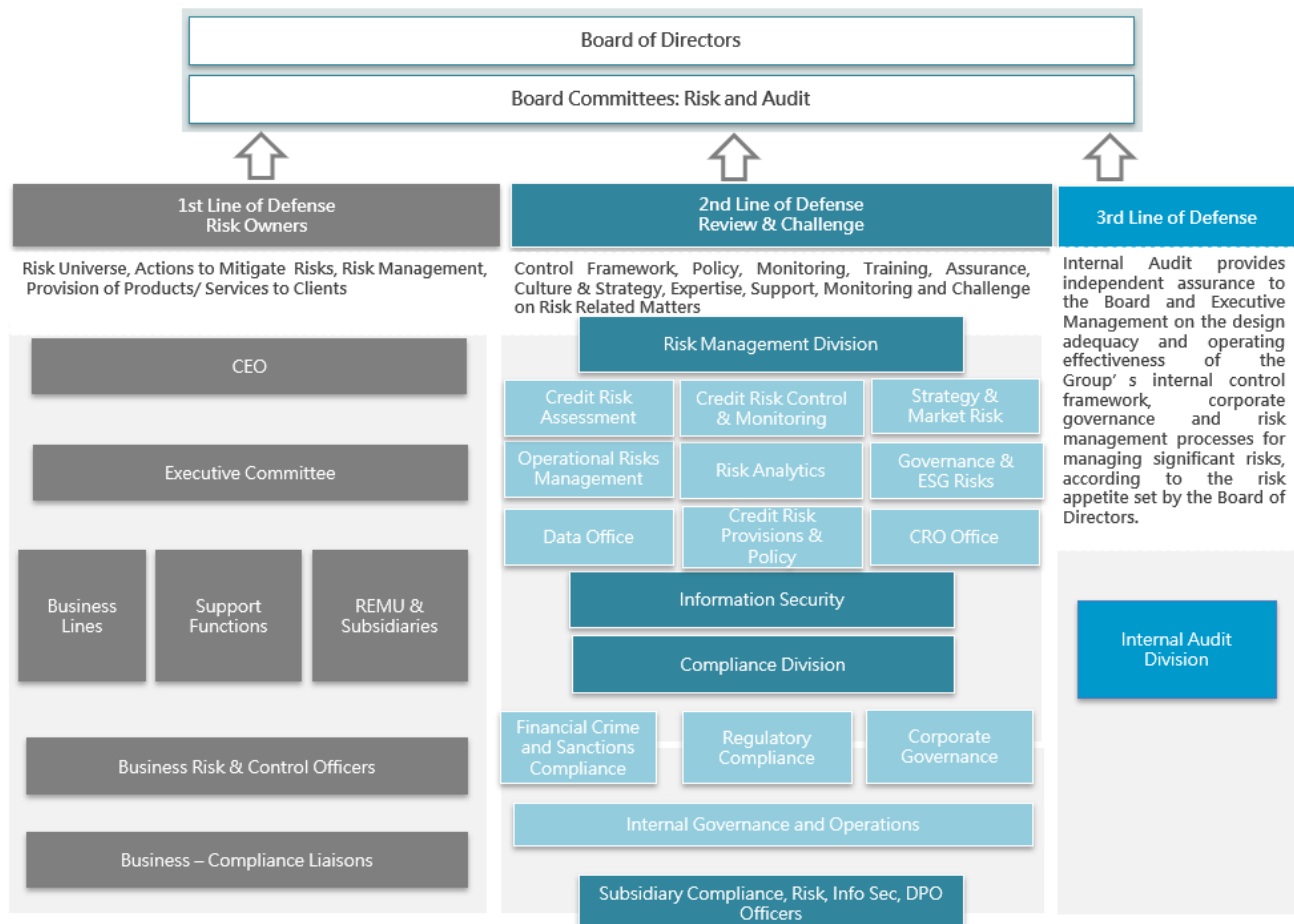 Board of Directors
Board Committees: Risk and Audit
1st Line of Defense
Risk Owners
Risk Universe, Actions to Mitigate Risks, Risk Management,
Provision of Products/ Services to Clients
CEO
Executive Committee
Business
Lines
Support
Functions
REMU &
Subsidiaries
Business Risk & Control Officers
Business – Compliance Liaisons
2nd Line of Defense
Review & Challenge
Control Framework, Policy, Monitoring, Training, Assurance,
Culture & Strategy, Expertise, Support, Monitoring and Challenge
on Risk Related Matters
Risk Management Division
Credit Risk
Assessment
Credit Risk Control
& Monitoring
Strategy &
Market Risk
Operational Risks
Management
Risk Analytics
Governance &
ESG Risks
Data Office
Credit Risk
Provisions &
Policy
CRO Office
Information Security
Compliance Division
Financial Crime
and Sanctions
Compliance
Regulatory
Compliance
Corporate
Governance
Internal Governance and Operations
Subsidiary Compliance, Risk, Info Sec, DPO
Officers
3rd Line of Defense
Internal Audit provides
independent assurance to
the Board and Executive
Management on the design
adequacy and operating
effectiveness of the
Group' s internal control
framework, corporate
governance and risk
management processes for
managing significant risks,
according to the risk
appetite set by the Board of
Directors.
Internal Audit
Division